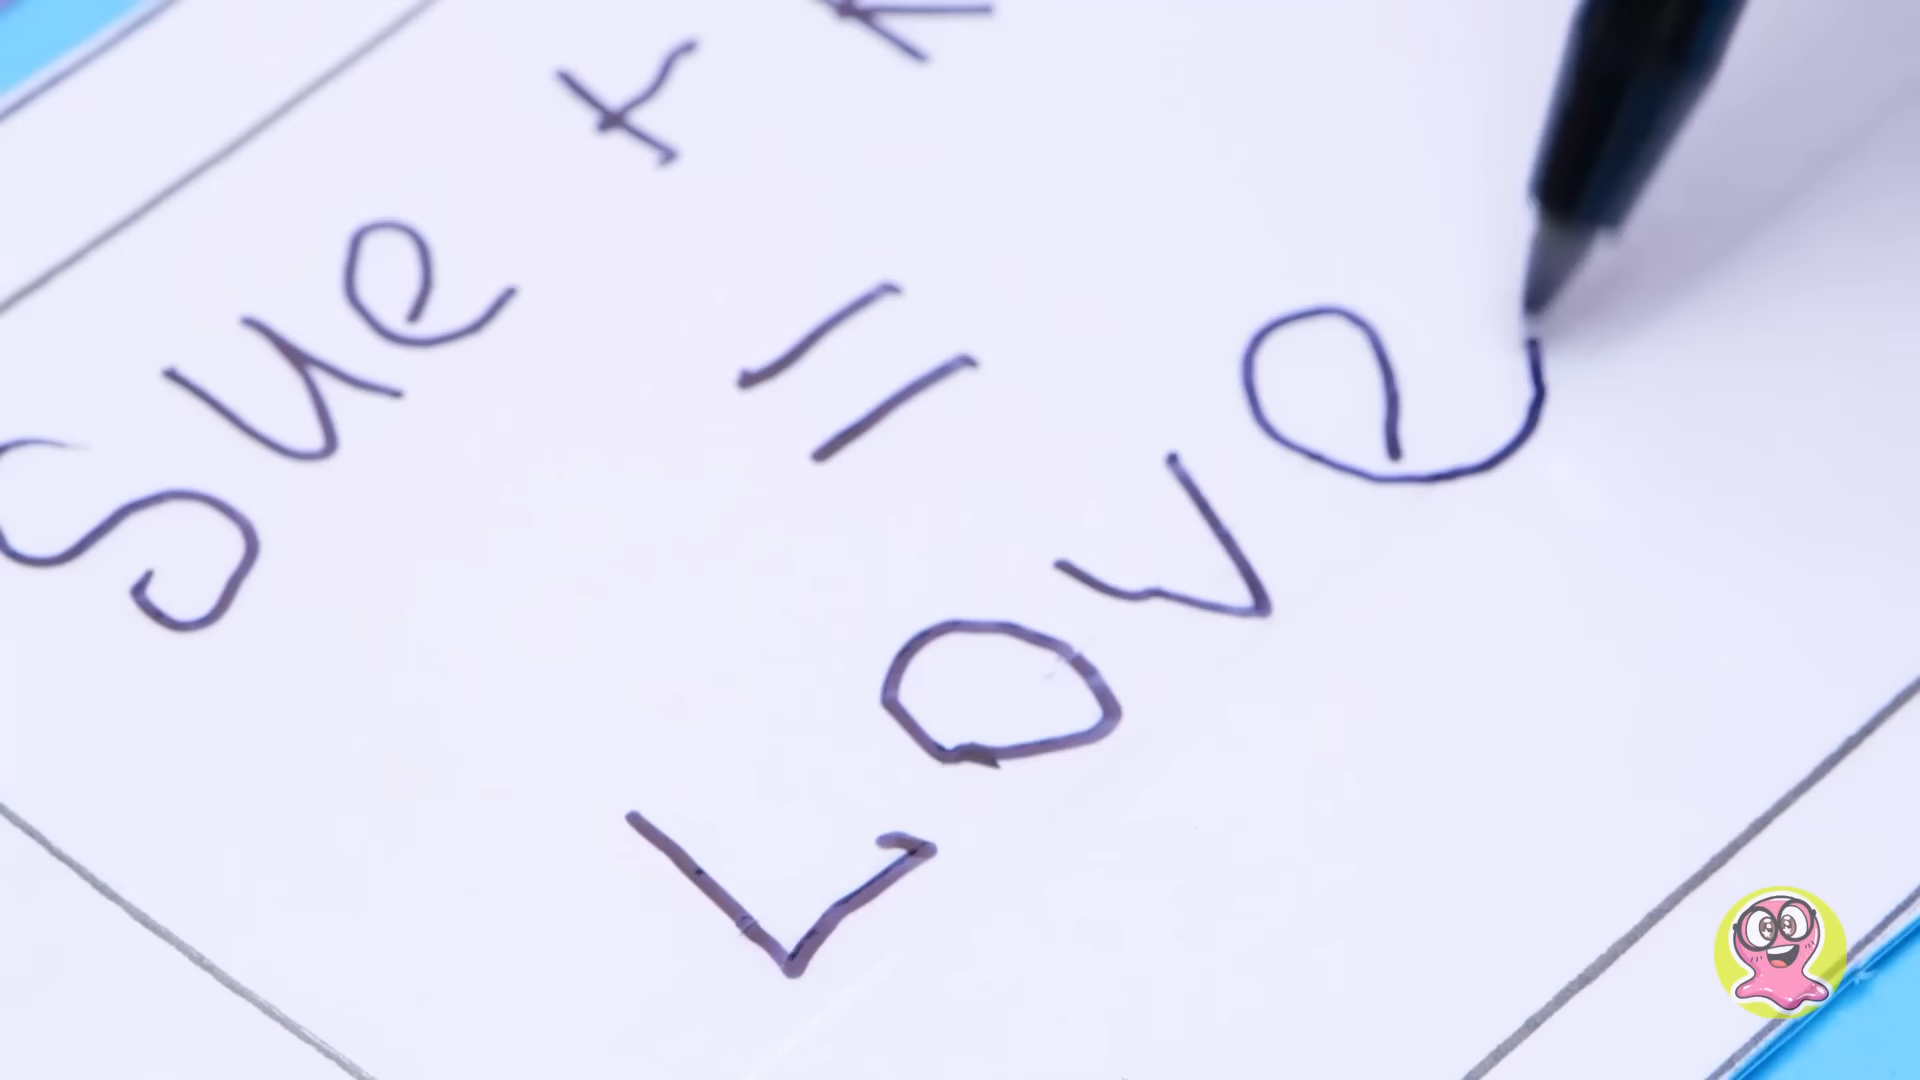 Sue +
=
Love